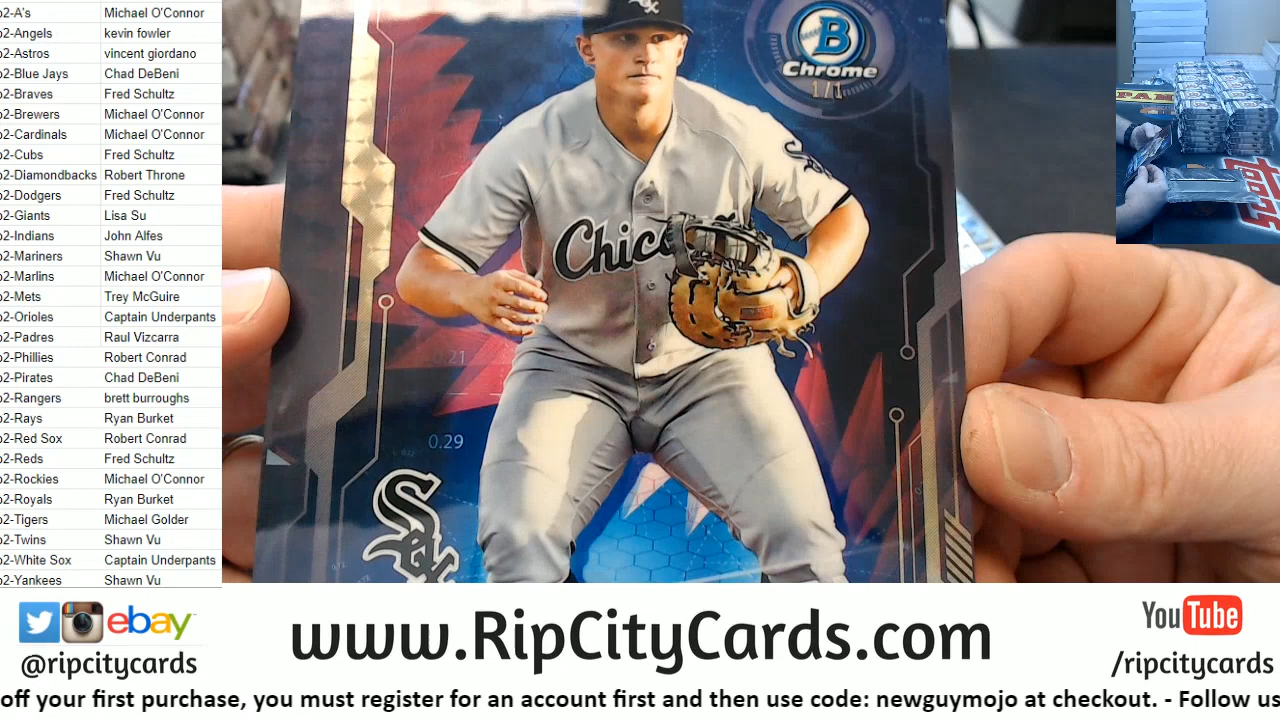 o2-A's Michael O'Connor
o2-Angels kevin fowler
o2-Astros vincent giordano
o2-Blue Jays Chad DeBeni
o2-Braves Fred Schultz
o2-Brewers Michael O'Connor
o2-Cardinals Michael O'Connor
o2-Cubs Fred Schultz
o2-Diamondbacks Robert Throne
o2-Dodgers Fred Schultz
o2-Giants Lisa Su
o2-Indians John Alfes
o2-Mariners Shawn Vu
o2-Marlins Michael O'Connor
o2-Mets Trey McGuire
o2-Orioles Captain Underpants
o2-Padres Raul Vizcarra
o2-Phillies Robert Conrad
o2-Pirates Chad DeBeni
o2-Rangers brett burroughs
o2-Rays Ryan Burket
o2-Red Sox Robert Conrad
o2-Reds Fred Schultz
o2-Rockies Michael O'Connor
o2-Royals Ryan Burket
o2-Tigers Michael Golder
o2-Twins Shawn Vu
o2-White Sox Captain Underpants
o2-Yankees Shawn Vu
B
Chrome
1/1
Sox
Chica
0.21
0.29
Sox
PAN
Topps
ebay
@ripcitycards
www.RipCityCards.com
YouTube
/ripcitycards
off your first purchase, you must register for an account first and then use code: newguymojo at checkout. - Follow us